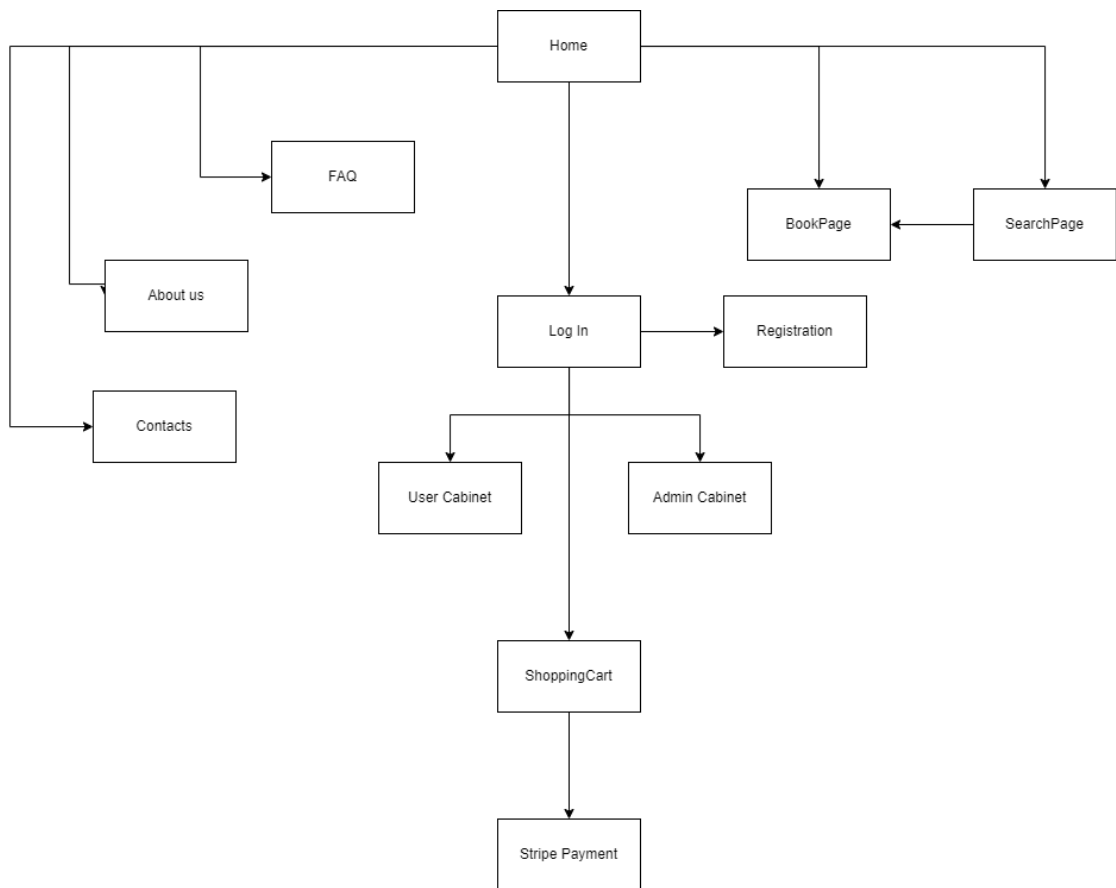 Home
FAQ
BookPage
SearchPage
About us
Log In
Registration
Contacts
User Cabinet
Admin Cabinet
ShoppingCart
Stripe Payment